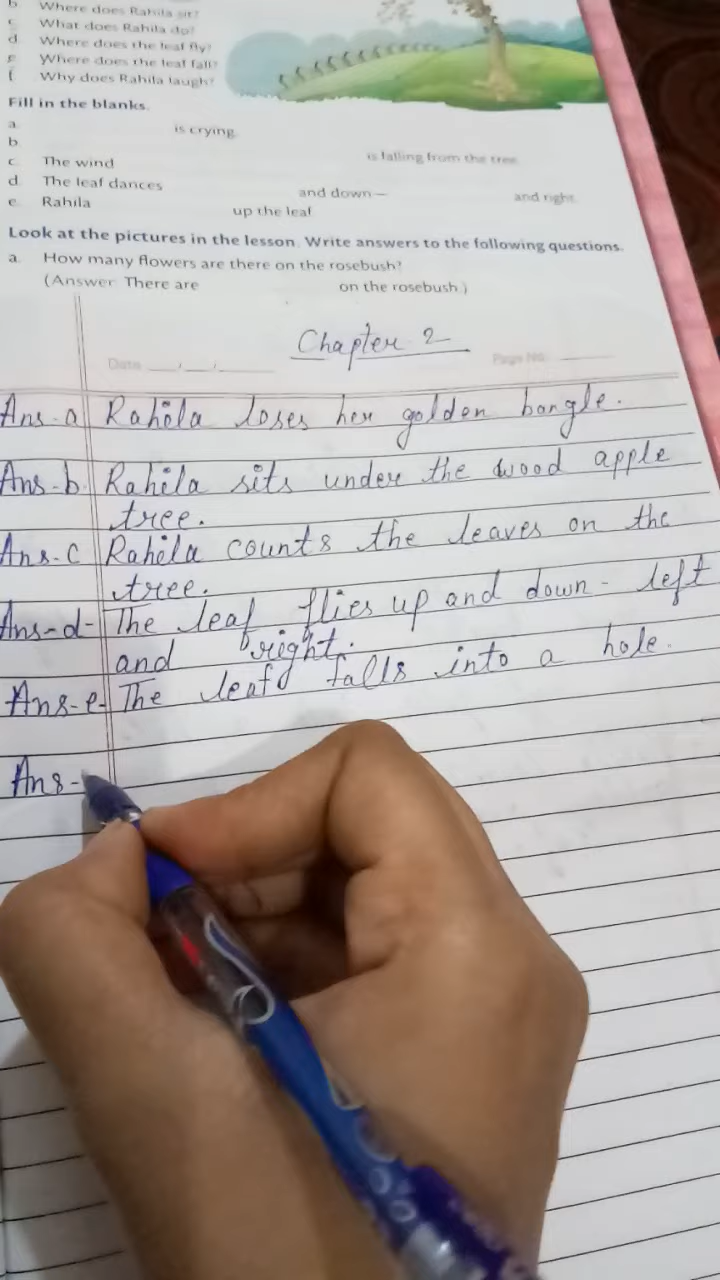 b Where does Rahila sit?
c What does Rahila do?
d Where does the leaf fly?
e Where does the leaf fall?
f Why does Rahila laugh?
Fill in the blanks.
a is crying.
b is falling from the tree.
c The wind
d The leaf dances and down — and right.
e Rahila up the leaf
Look at the pictures in the lesson. Write answers to the following questions.
a. How many flowers are there on the rosebush?
(Answer There are on the rosebush.)
Chapter 2
Date / /
Page No.
Ans-a Rahila loses her golden bangle.
Ans-b Rahila sits under the wood apple
tree.
Ans-c Rahila counts the leaves on the
tree.
Ans-d- The leaf flies up and down - left
and right.
Ans-e- The leaf falls into a hole.
Ans-